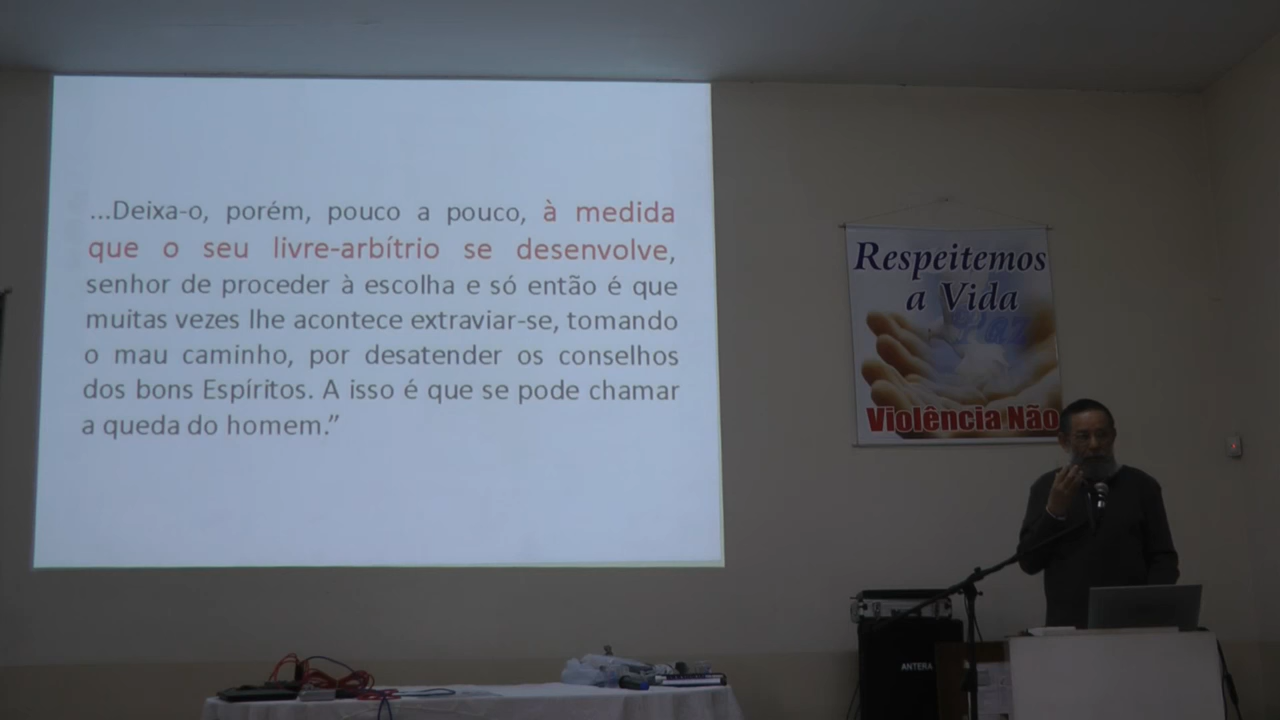 ...Deixa-o, porém, pouco a pouco, à medida
que o seu livre-arbítrio se desenvolve,
senhor de proceder à escolha e só então é que
muitas vezes lhe acontece extraviar-se, tomando
o mau caminho, por desatender os conselhos
dos bons Espíritos. A isso é que se pode chamar
a queda do homem.”
Respeitemos
a Vida
Paz
Violência Não
ANTERA